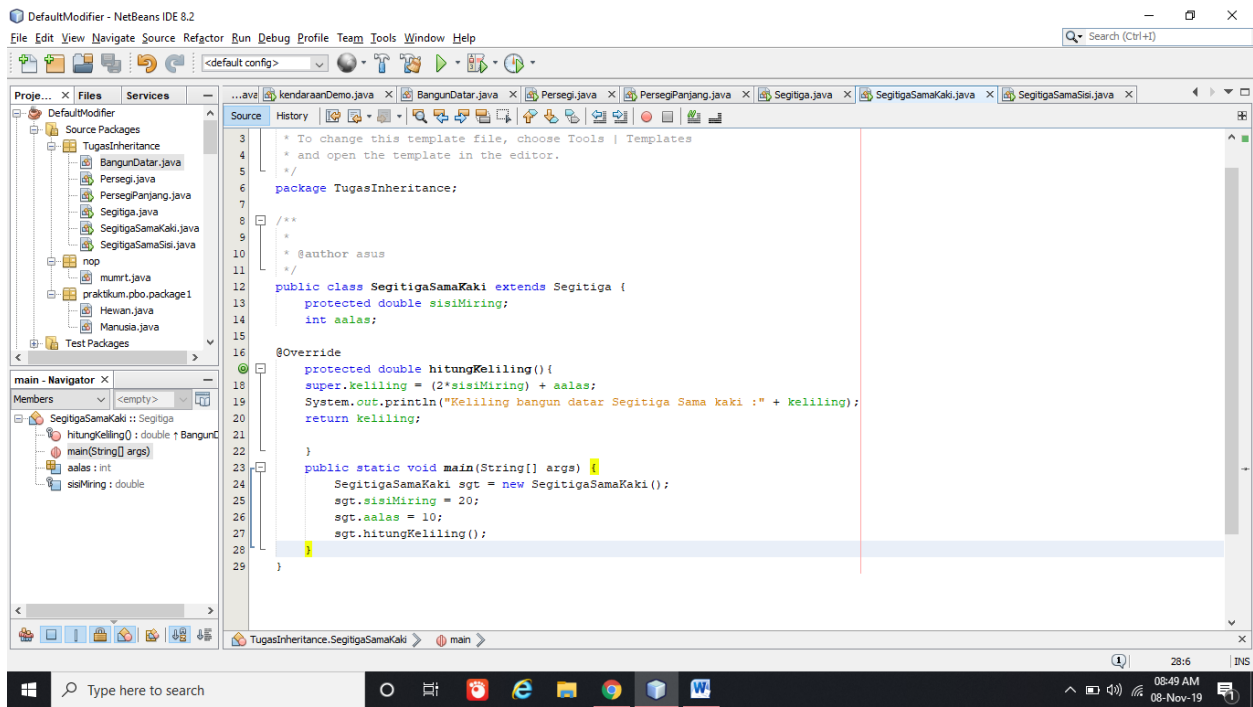 DefaultModifier - NetBeans IDE 8.2
File Edit View Navigate Source Refactor Run Debug Profile Team Tools Window Help
Search (Ctrl+I)
<default config>
Proje... Files Services
...ava kendaraanDemo.java BangunDatar.java Persegi.java PersegiPanjang.java Segitiga.java SegitigaSamaKaki.java SegitigaSamaSisi.java
Source History
DefaultModifier
Source Packages
TugasInheritance
BangunDatar.java
Persegi.java
PersegiPanjang.java
Segitiga.java
SegitigaSamaKaki.java
SegitigaSamaSisi.java
nop
mumrt.java
praktikum.pbo.package1
Hewan.java
Manusia.java
Test Packages
main - Navigator
Members <empty>
SegitigaSamaKaki :: Segitiga
hitungKeliling() : double ↑ BangunD
main(String[] args)
aalas : int
sisiMiring : double
3 * To change this template file, choose Tools | Templates
4 * and open the template in the editor.
5 */
6 package TugasInheritance;
7
8 /**
9 *
10 * @author asus
11 */
12 public class SegitigaSamaKaki extends Segitiga {
13 protected double sisiMiring;
14 int aalas;
15
16 @Override
protected double hitungKeliling(){
18 super.keliling = (2*sisiMiring) + aalas;
19 System.out.println("Keliling bangun datar Segitiga Sama kaki :" + keliling);
20 return keliling;
21
22 }
23 public static void main(String[] args) {
24 SegitigaSamaKaki sgt = new SegitigaSamaKaki();
25 sgt.sisiMiring = 20;
26 sgt.aalas = 10;
27 sgt.hitungKeliling();
28 }
29 }
TugasInheritance.SegitigaSamaKaki main
1 28:6 INS
Type here to search
08:49 AM
08-Nov-19